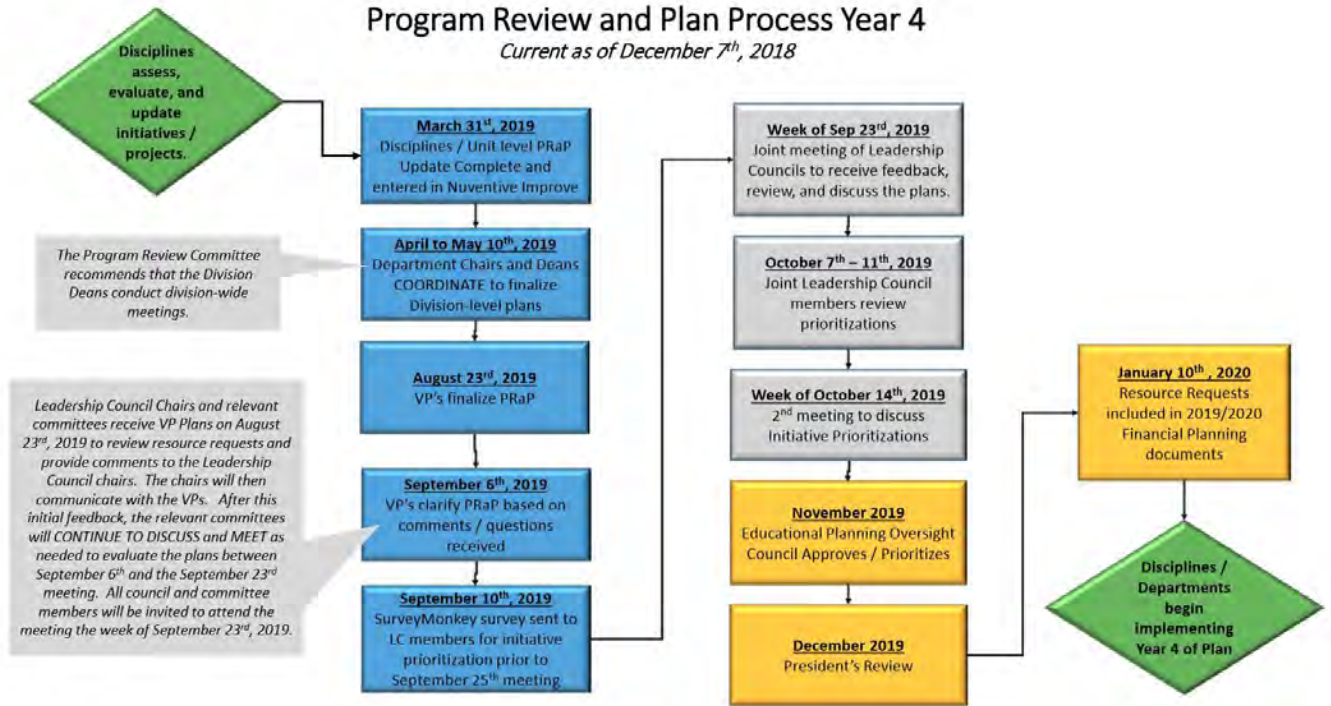 Program Review and Plan Process Year 4
Current as of December 7th, 2018
Disciplines
assess,
evaluate, and
update
initiatives /
projects.
March 31st, 2019
Disciplines / Unit level PRaP
Update Complete and
entered in Nuventive Improve
The Program Review Committee
recommends that the Division
Deans conduct division-wide
meetings.
April to May 10th, 2019
Department Chairs and Deans
COORDINATE to finalize
Division-level plans
August 23rd, 2019
VP's finalize PRaP
Leadership Council Chairs and relevant
committees receive VP Plans on August
23rd, 2019 to review resource requests and
provide comments to the Leadership
Council chairs. The chairs will then
communicate with the VPs. After this
initial feedback, the relevant committees
will CONTINUE TO DISCUSS and MEET as
needed to evaluate the plans between
September 6th and the September 23rd
meeting. All council and committee
members will be invited to attend the
meeting the week of September 23rd, 2019.
September 6th, 2019
VP's clarify PRaP based on
comments / questions
received
September 10th, 2019
SurveyMonkey survey sent to
LC members for initiative
prioritization prior to
September 25th meeting
Week of Sep 23rd, 2019
Joint meeting of Leadership
Councils to receive feedback,
review, and discuss the plans.
October 7th – 11th, 2019
Joint Leadership Council
members review
prioritizations
Week of October 14th, 2019
2nd meeting to discuss
Initiative Prioritizations
November 2019
Educational Planning Oversight
Council Approves / Prioritizes
December 2019
President's Review
January 10th , 2020
Resource Requests
included in 2019/2020
Financial Planning
documents
Disciplines /
Departments
begin
implementing
Year 4 of Plan